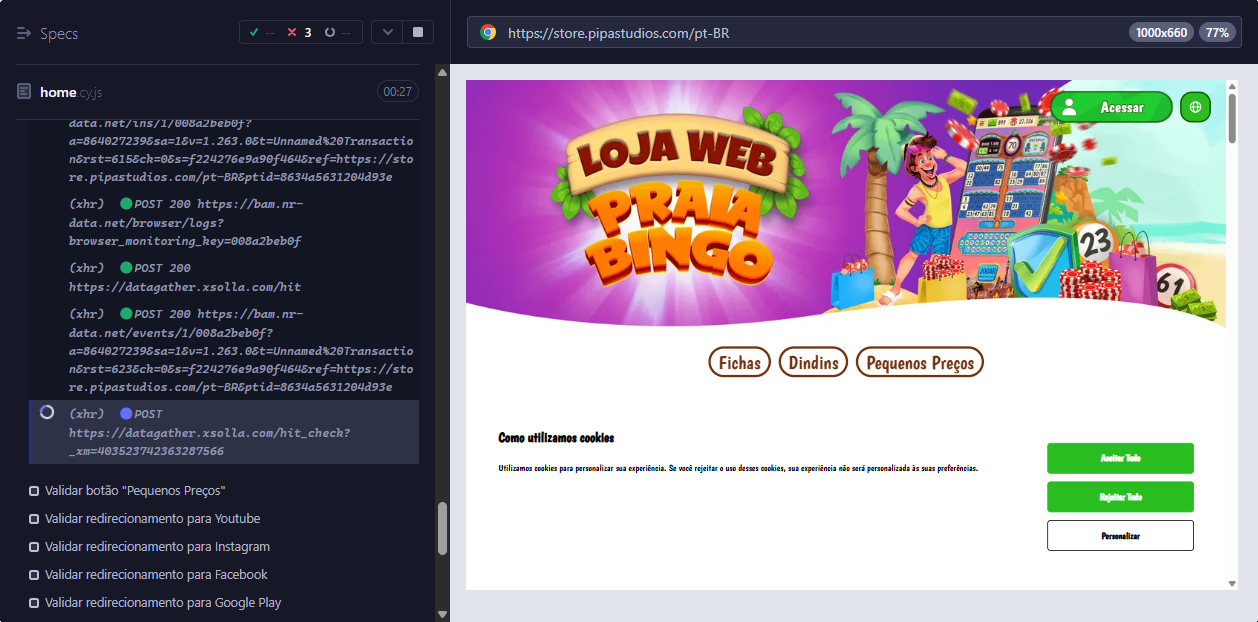 Specs
-- 3 --
home.cy.js
00:27
data.net/ins/1/008a2beb0f?
a=864027239&sa=1&v=1.263.0&t=Unnamed%20Transactio
n&rst=615&ck=0&s=f224276e9a90f464&ref=https://sto
re.pipastudios.com/pt-BR&ptid=8634a5631204d93e
(xhr) POST 200 https://bam.nr-
data.net/browser/logs?
browser_monitoring_key=008a2beb0f
(xhr) POST 200
https://datagather.xsolla.com/hit
(xhr) POST 200 https://bam.nr-
data.net/events/1/008a2beb0f?
a=864027239&sa=1&v=1.263.0&t=Unnamed%20Transactio
n&rst=623&ck=0&s=f224276e9a90f464&ref=https://sto
re.pipastudios.com/pt-BR&ptid=8634a5631204d93e
(xhr) POST
https://datagather.xsolla.com/hit_check?
_xm=403523742363287566
Validar botão "Pequenos Preços"
Validar redirecionamento para Youtube
Validar redirecionamento para Instagram
Validar redirecionamento para Facebook
Validar redirecionamento para Google Play
https://store.pipastudios.com/pt-BR
1000x660
77%
Acessar
LOJA WEB
PRAIA
BINGO
70
23
61
Fichas
Dindins
Pequenos Preços
Como utilizamos cookies
Utilizamos cookies para personalizar sua experiência. Se você rejeitar o uso desses cookies, sua experiência não será personalizada às suas preferências.
Aceitar Tudo
Rejeitar Tudo
Personalizar